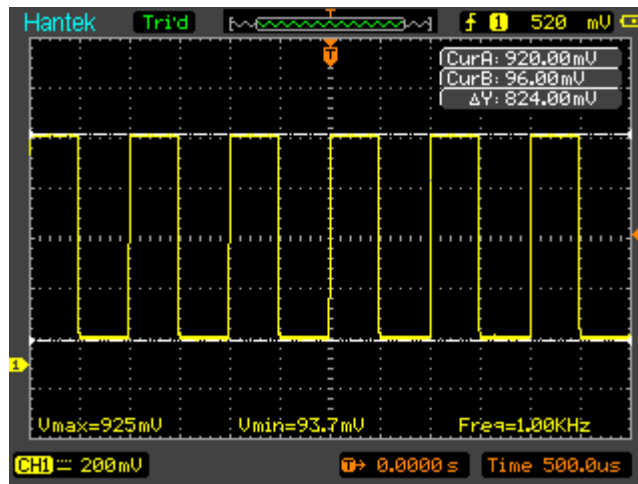 Hantek Tri'd T 1 520 mV
T
CurA: 920.00mV
CurB: 96.00mV
ΔY: 824.00mV
1
Vmax=925mV Vmin=93.7mV Freq=1.00KHz
CH1 200mV T 0.0000 s Time 500.0us